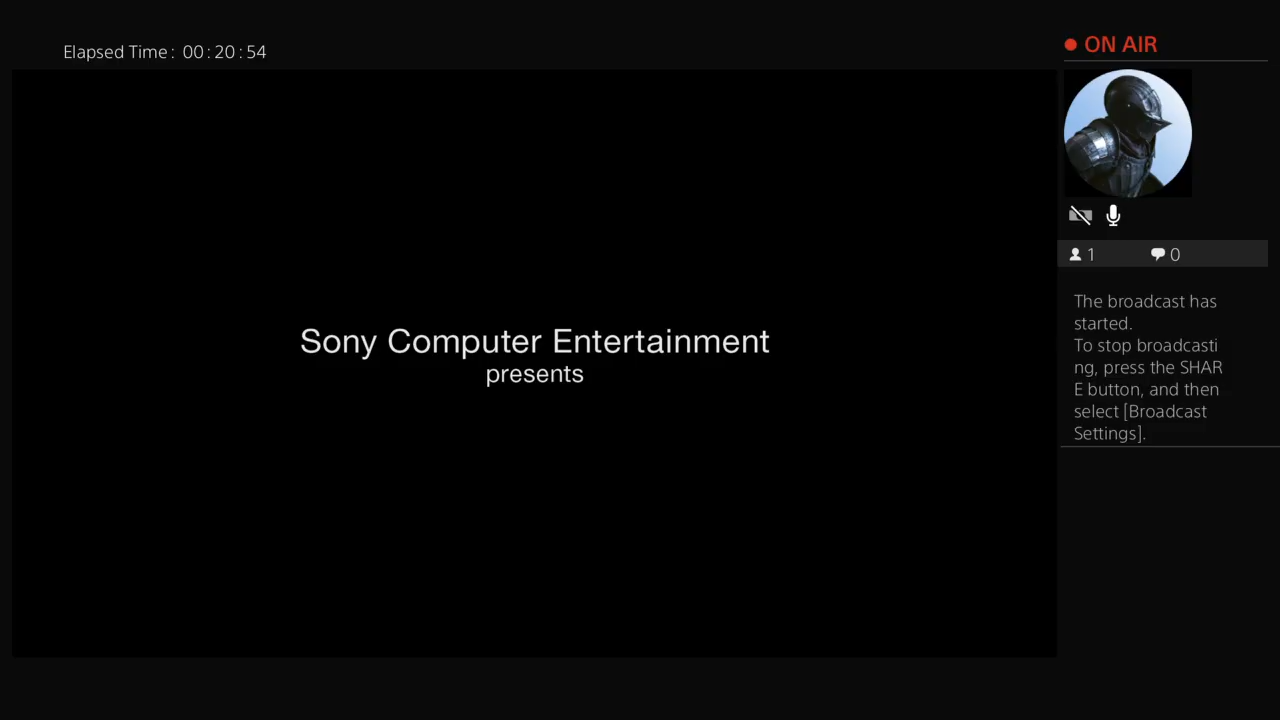 Elapsed Time: 00:20:54
ON AIR
1 0
Sony Computer Entertainment
presents
The broadcast has
started.
To stop broadcasti
ng, press the SHAR
E button, and then
select [Broadcast
Settings].